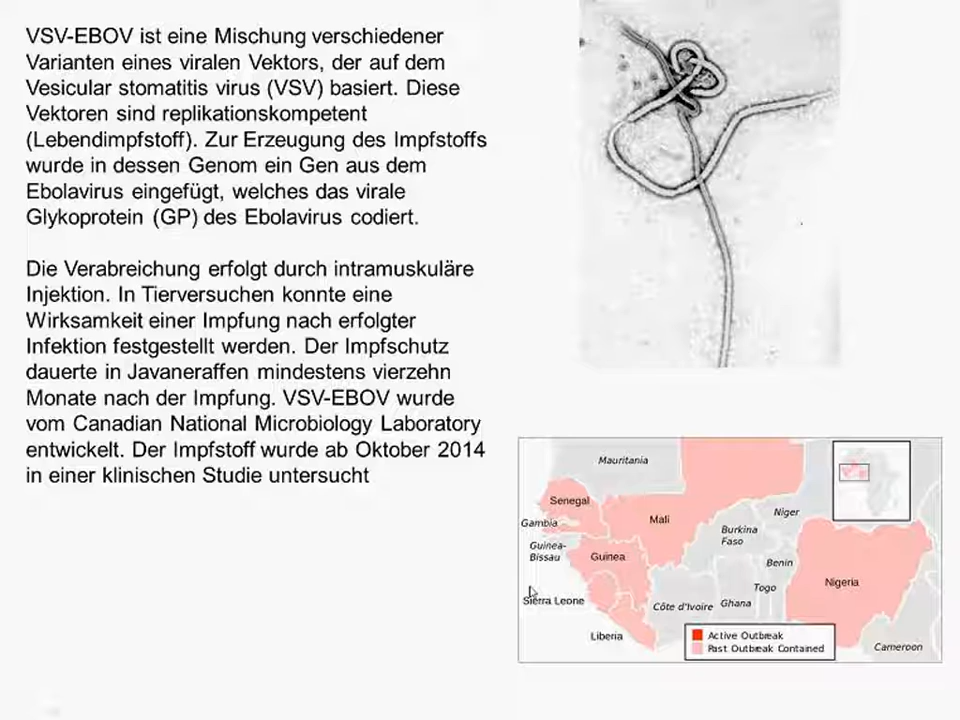 VSV-EBOV ist eine Mischung verschiedener
Varianten eines viralen Vektors, der auf dem
Vesicular stomatitis virus (VSV) basiert. Diese
Vektoren sind replikationskompetent
(Lebendimpfstoff). Zur Erzeugung des Impfstoffs
wurde in dessen Genom ein Gen aus dem
Ebolavirus eingefügt, welches das virale
Glykoprotein (GP) des Ebolavirus codiert.
Die Verabreichung erfolgt durch intramuskuläre
Injektion. In Tierversuchen konnte eine
Wirksamkeit einer Impfung nach erfolgter
Infektion festgestellt werden. Der Impfschutz
dauerte in Javaneraffen mindestens vierzehn
Monate nach der Impfung. VSV-EBOV wurde
vom Canadian National Microbiology Laboratory
entwickelt. Der Impfstoff wurde ab Oktober 2014
in einer klinischen Studie untersucht
Mauritania
Senegal
Mali
Niger
Gambia
Burkina
Faso
Guinea-
Bissau
Guinea
Benin
Nigeria
Togo
Sierra Leone
Côte d'Ivoire
Ghana
Liberia
Active Outbreak
Past Outbreak Contained
Cameroon